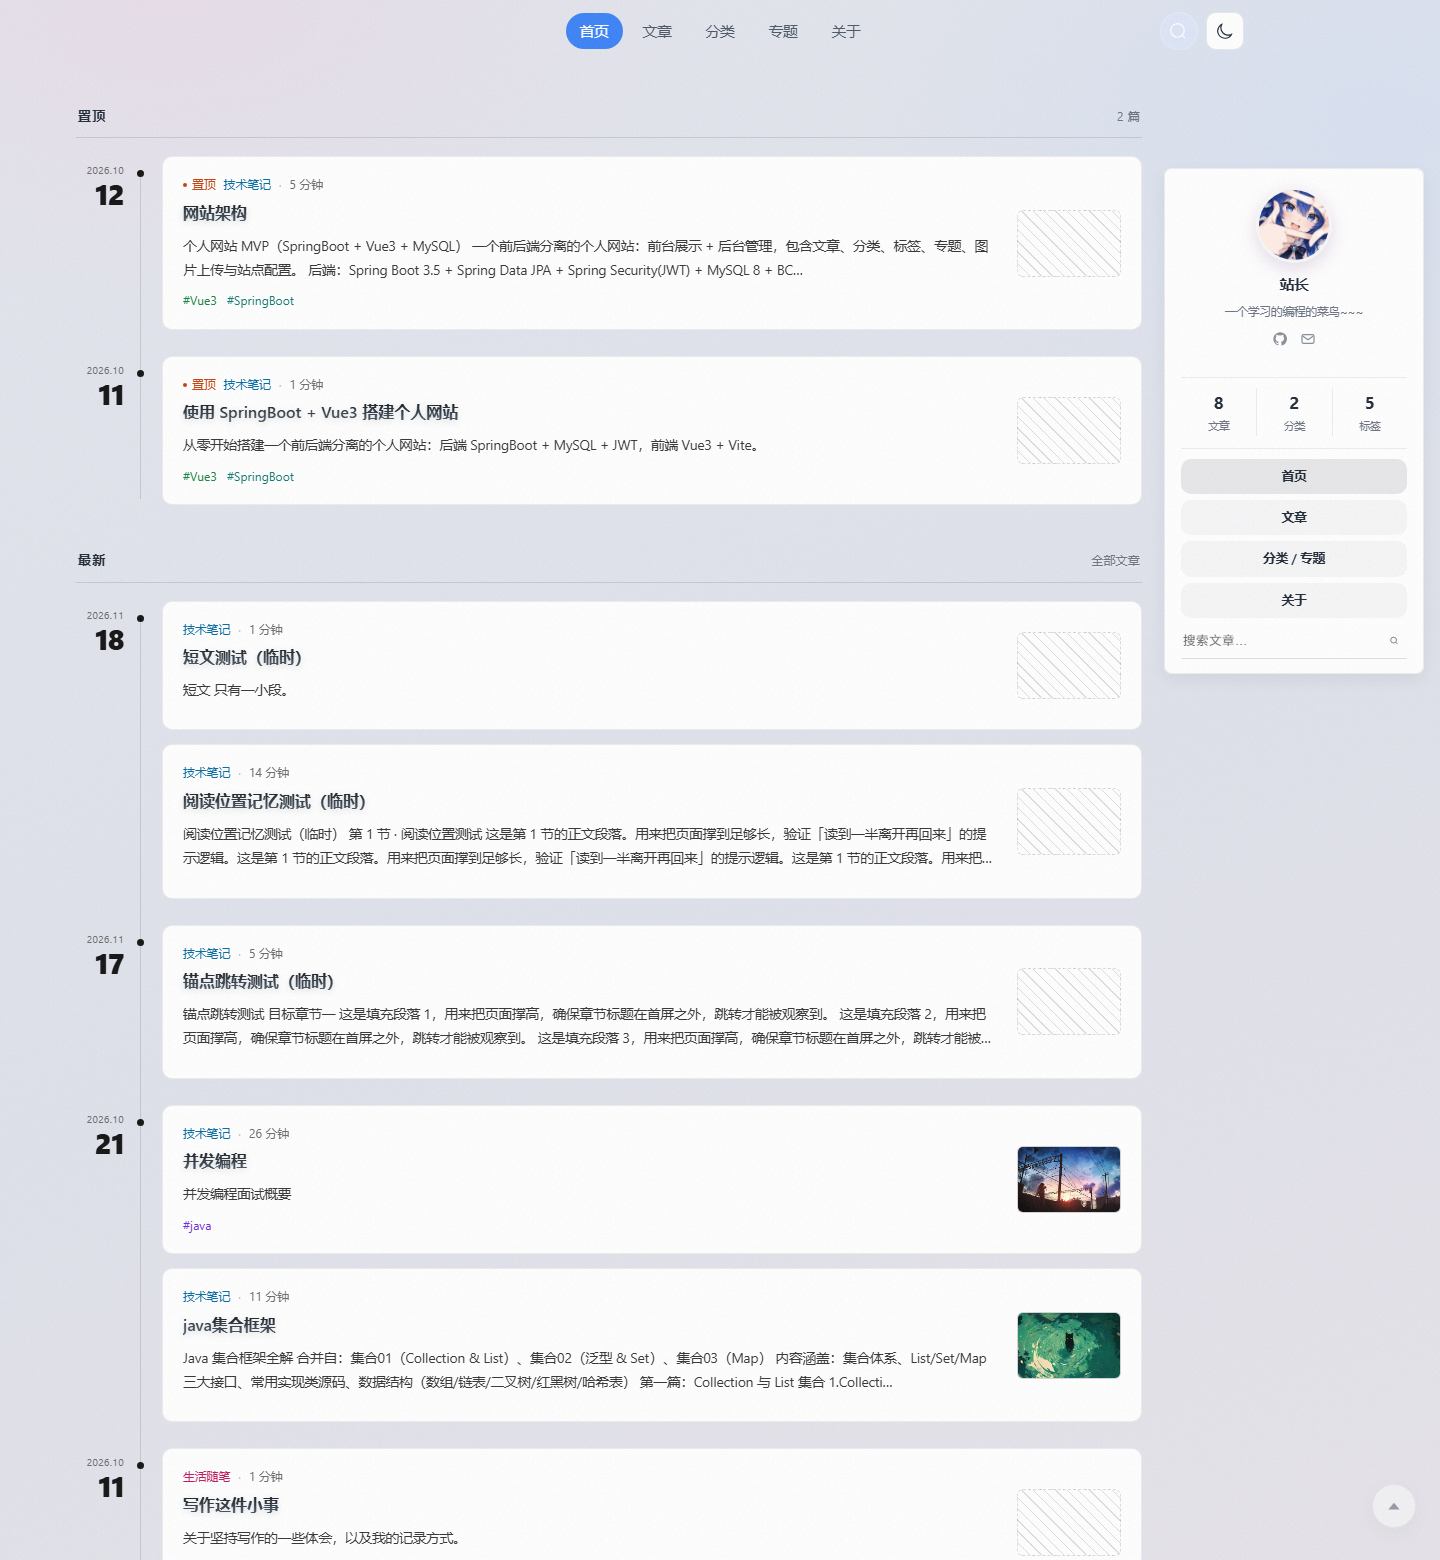 首页 文章 分类 专题 关于
置顶 2 篇
2026.10
12
置顶 技术笔记 · 5 分钟
网站架构
个人网站 MVP（SpringBoot + Vue3 + MySQL） 一个前后端分离的个人网站：前台展示 + 后台管理，包含文章、分类、标签、专题、图
片上传与站点配置。 后端：Spring Boot 3.5 + Spring Data JPA + Spring Security(JWT) + MySQL 8 + BC...
#Vue3 #SpringBoot
2026.10
11
置顶 技术笔记 · 1 分钟
使用 SpringBoot + Vue3 搭建个人网站
从零开始搭建一个前后端分离的个人网站：后端 SpringBoot + MySQL + JWT，前端 Vue3 + Vite。
#Vue3 #SpringBoot
最新 全部文章
2026.11
18
技术笔记 · 1 分钟
短文测试（临时）
短文 只有一小段。
技术笔记 · 14 分钟
阅读位置记忆测试（临时）
阅读位置记忆测试（临时） 第 1 节 · 阅读位置测试 这是第 1 节的正文段落。用来把页面撑到足够长，验证「读到一半离开再回来」的提
示逻辑。这是第 1 节的正文段落。用来把页面撑到足够长，验证「读到一半离开再回来」的提示逻辑。这是第 1 节的正文段落。用来把...
2026.11
17
技术笔记 · 5 分钟
锚点跳转测试（临时）
锚点跳转测试 目标章节一 这是填充段落 1，用来把页面撑高，确保章节标题在首屏之外，跳转才能被观察到。 这是填充段落 2，用来把
页面撑高，确保章节标题在首屏之外，跳转才能被观察到。 这是填充段落 3，用来把页面撑高，确保章节标题在首屏之外，跳转才能被...
2026.10
21
技术笔记 · 26 分钟
并发编程
并发编程面试概要
#java
技术笔记 · 11 分钟
java集合框架
Java 集合框架全解 合并自：集合01（Collection & List）、集合02（泛型 & Set）、集合03（Map） 内容涵盖：集合体系、List/Set/Map
三大接口、常用实现类源码、数据结构（数组/链表/二叉树/红黑树/哈希表） 第一篇：Collection 与 List 集合 1.Collecti...
2026.10
11
生活随笔 · 1 分钟
写作这件小事
关于坚持写作的一些体会，以及我的记录方式。
站长
一个学习的编程的菜鸟~~~
8 2 5
文章 分类 标签
首页
文章
分类 / 专题
关于
搜索文章...